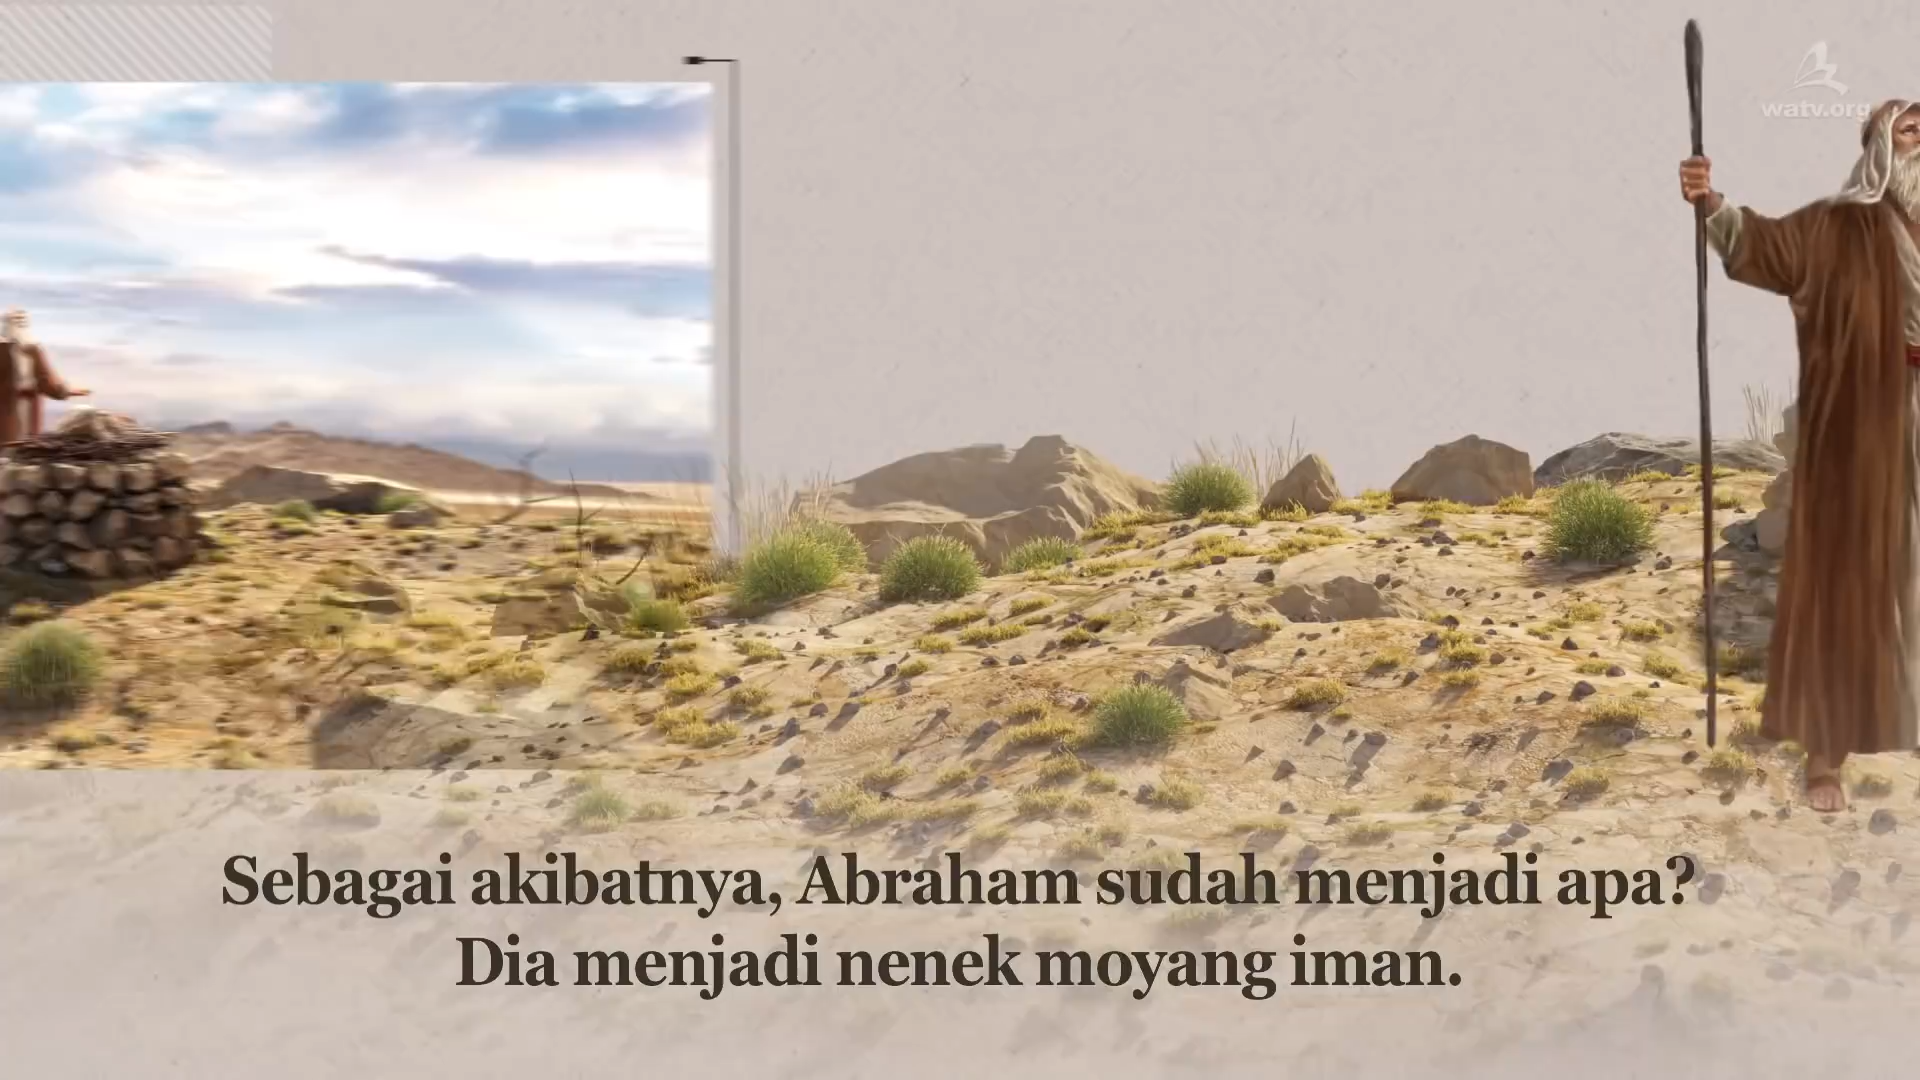 watv.org
Sebagai akibatnya, Abraham sudah menjadi apa?
Dia menjadi nenek moyang iman.